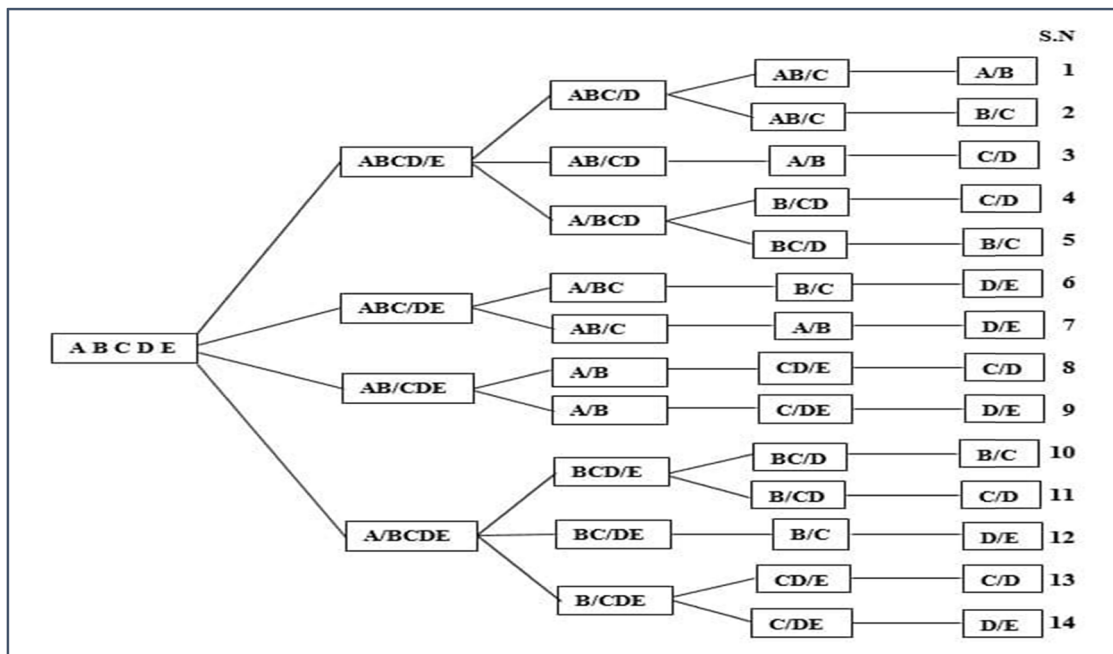 S.N
AB/C A/B 1
ABC/D
AB/C B/C 2
ABCD/E AB/CD A/B C/D 3
B/CD C/D 4
A/BCD
BC/D B/C 5
A/BC B/C D/E 6
ABC/DE
AB/C A/B D/E 7
A B C D E
A/B CD/E C/D 8
AB/CDE
A/B C/DE D/E 9
BC/D B/C 10
BCD/E
B/CD C/D 11
A/BCDE BC/DE B/C D/E 12
CD/E C/D 13
B/CDE
C/DE D/E 14